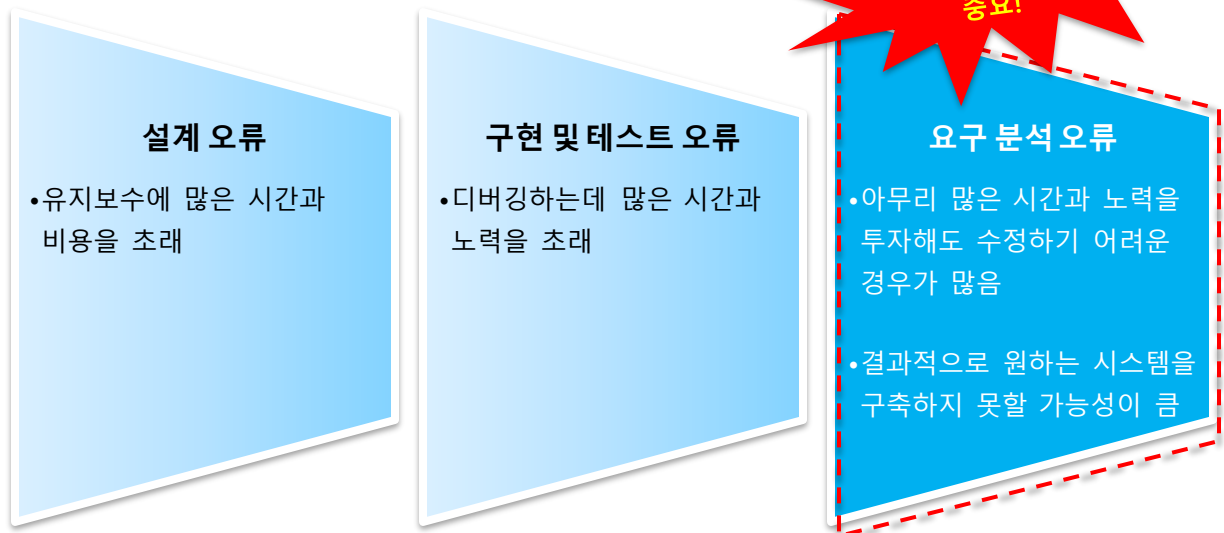 중요!
설계 오류
•유지보수에 많은 시간과
비용을 초래
구현 및 테스트 오류
•디버깅하는데 많은 시간과
노력을 초래
요구 분석 오류
•아무리 많은 시간과 노력을
투자해도 수정하기 어려운
경우가 많음
•결과적으로 원하는 시스템을
구축하지 못할 가능성이 큼